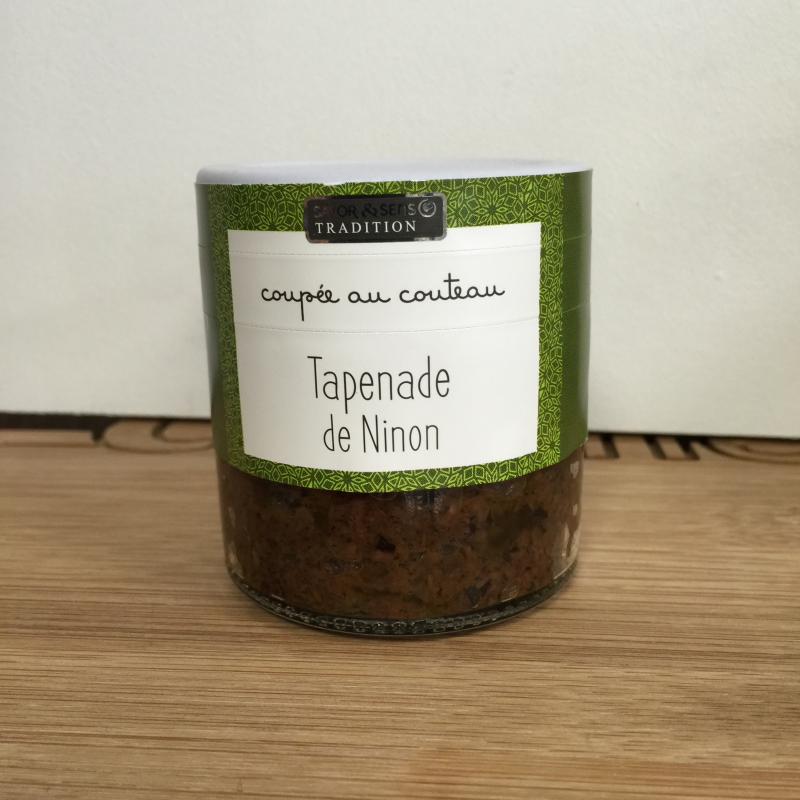 SAVOR & SENS
TRADITION
coupée au couteau
Tapenade
de Ninon